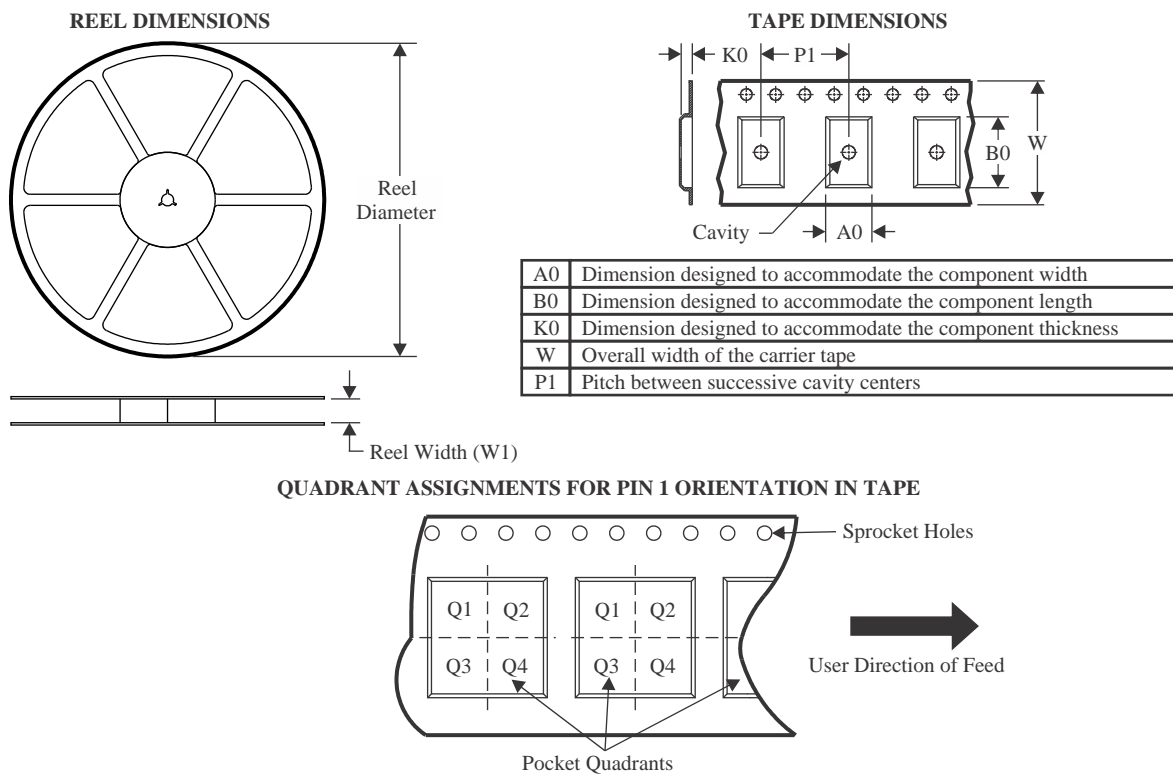 REEL DIMENSIONS
Reel
Diameter
Reel Width (W1)
TAPE DIMENSIONS
K0
P1
B0
W
Cavity
A0
A0 Dimension designed to accommodate the component width
B0 Dimension designed to accommodate the component length
K0 Dimension designed to accommodate the component thickness
W Overall width of the carrier tape
P1 Pitch between successive cavity centers
QUADRANT ASSIGNMENTS FOR PIN 1 ORIENTATION IN TAPE
Sprocket Holes
Q1 Q2 Q1 Q2
Q3 Q4 Q3 Q4
User Direction of Feed
Pocket Quadrants